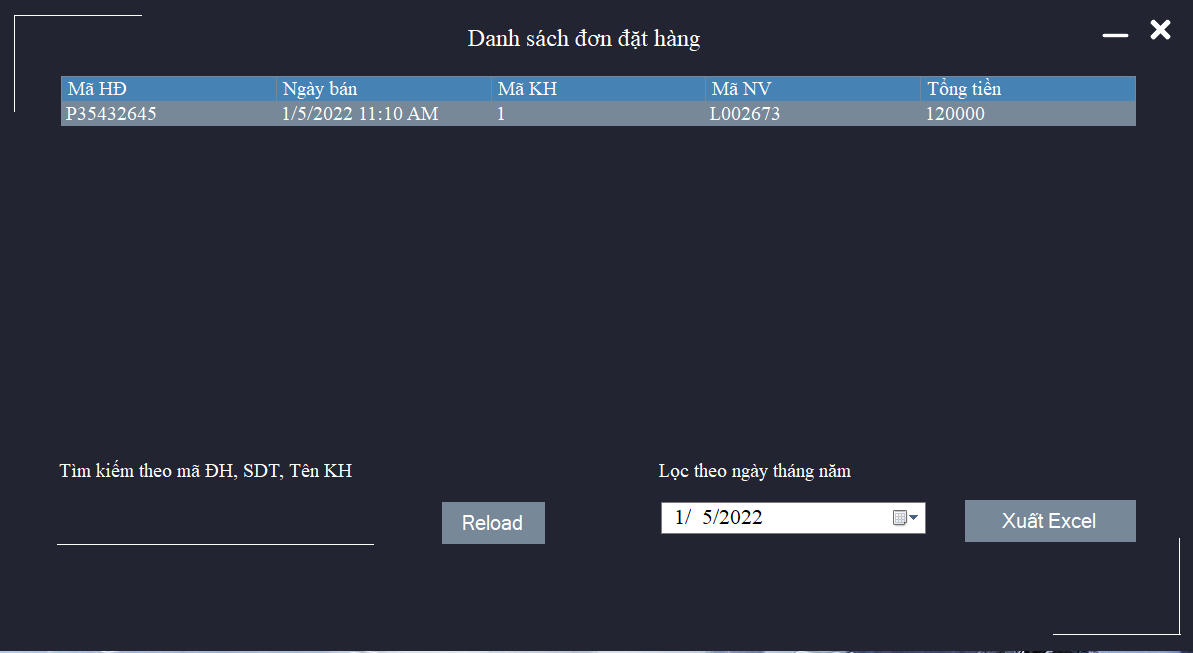 Danh sách đơn đặt hàng
Mã HĐ Ngày bán Mã KH Mã NV Tổng tiền
P35432645 1/5/2022 11:10 AM 1 L002673 120000
Tìm kiếm theo mã ĐH, SDT, Tên KH
Lọc theo ngày tháng năm
Reload
1/ 5/2022
Xuất Excel